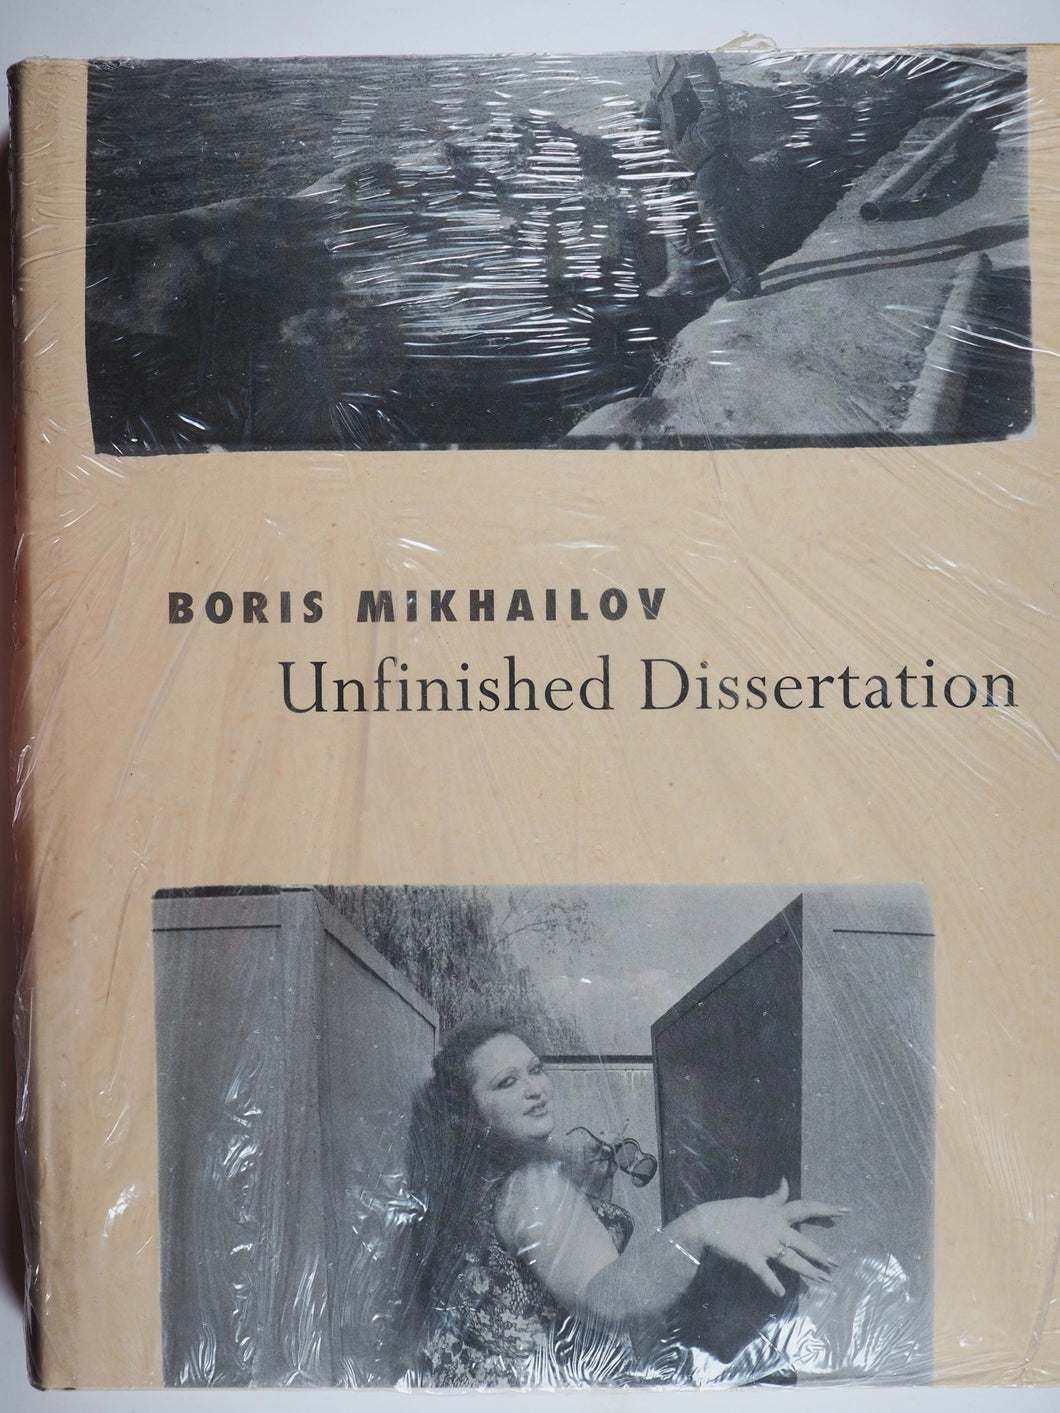 BORIS MIKHAILOV
Unfinished Dissertation